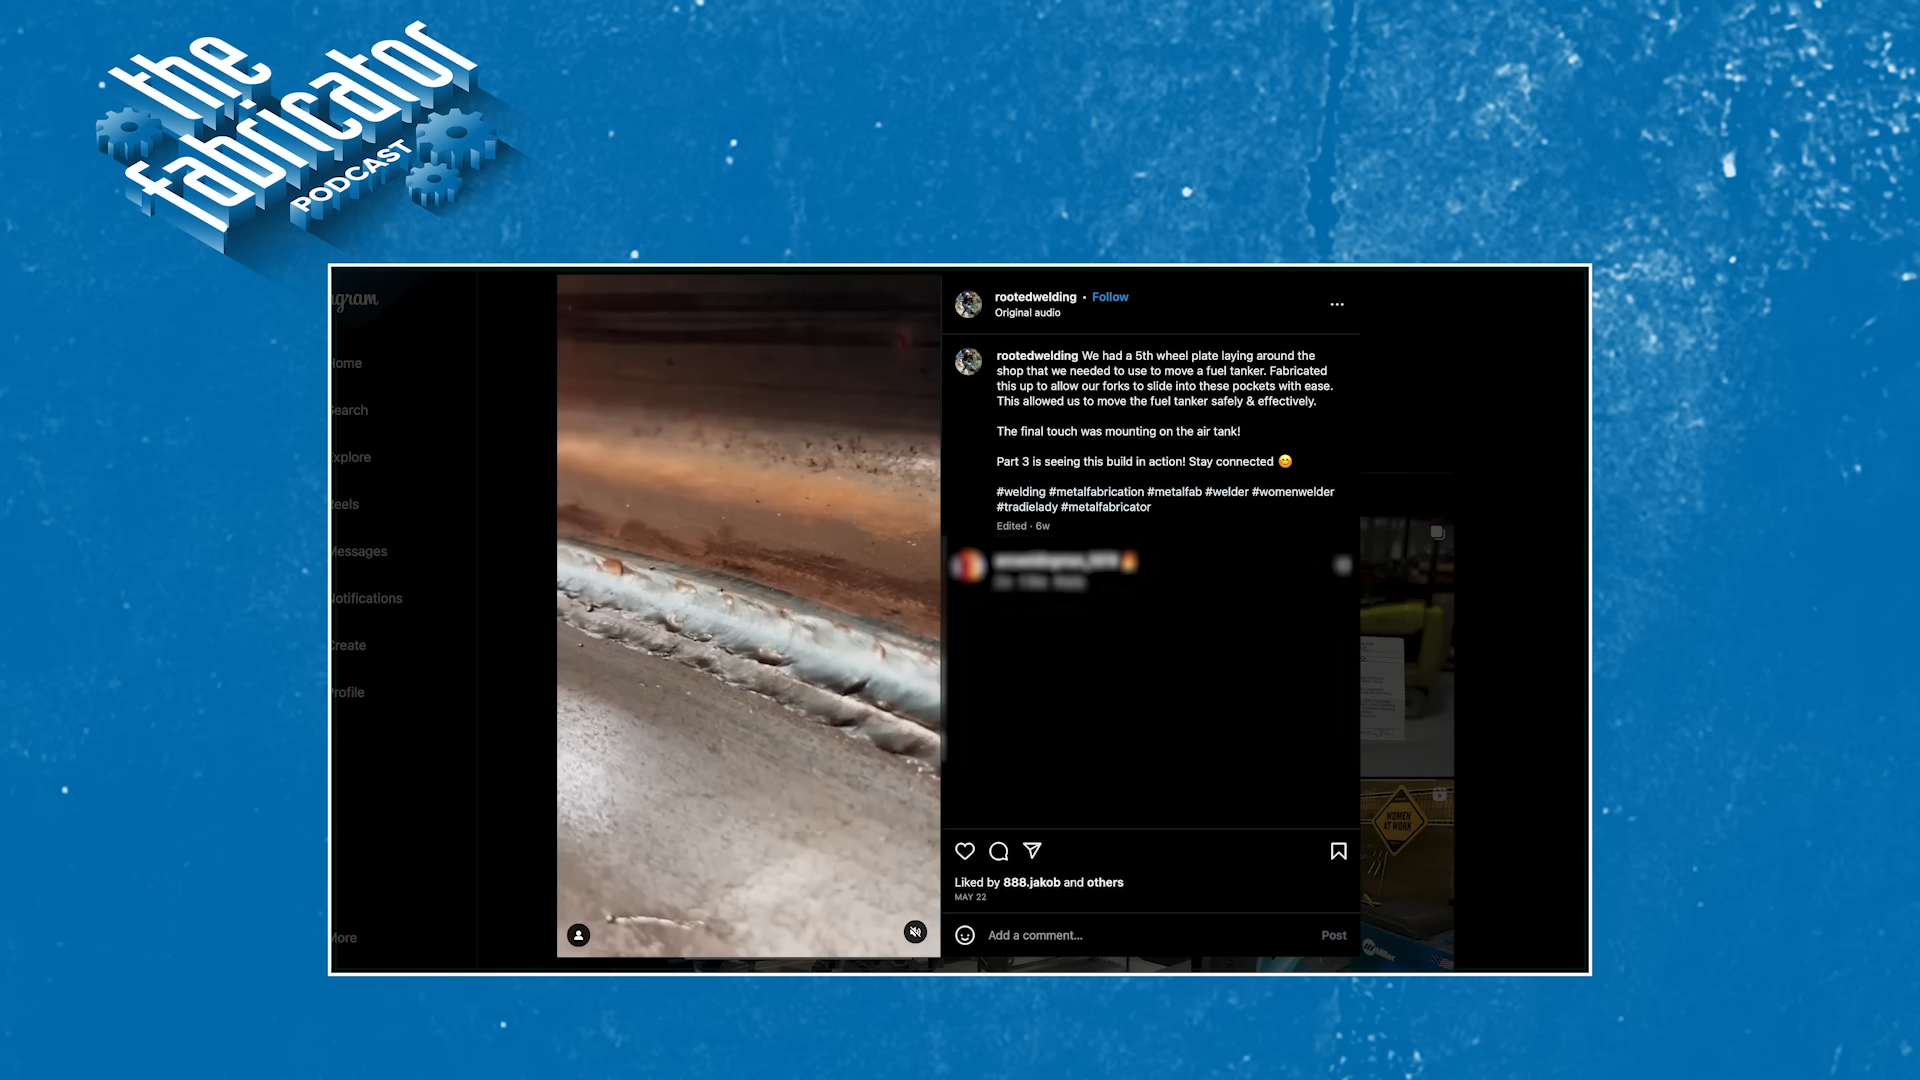 the
fabricator
PODCAST
gram
ome
earch
xplore
eels
essages
otifications
reate
rofile
ore
rootedwelding • Follow
Original audio
rootedwelding We had a 5th wheel plate laying around the
shop that we needed to use to move a fuel tanker. Fabricated
this up to allow our forks to slide into these pockets with ease.
This allowed us to move the fuel tanker safely & effectively.
The final touch was mounting on the air tank!
Part 3 is seeing this build in action! Stay connected 😊
#welding #metalfabrication #metalfab #welder #womenwelder
#tradielady #metalfabricator
Edited · 6w
Liked by 888.jakob and others
MAY 22
Add a comment...
Post
WOMEN
AT WORK